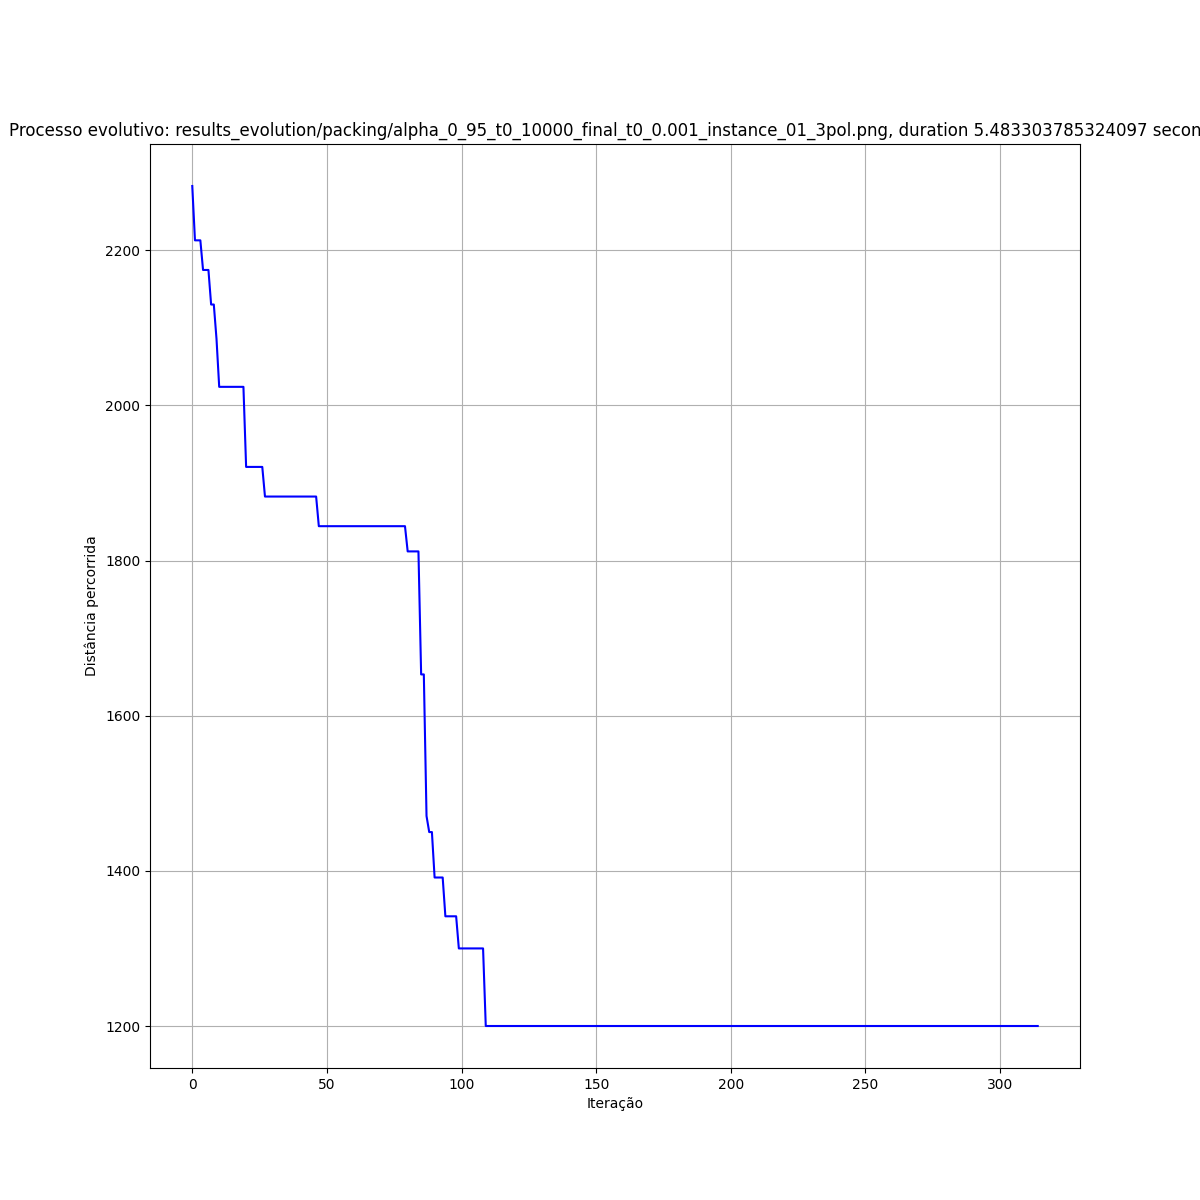 Processo evolutivo: results_evolution/packing/alpha_0_95_t0_10000_final_t0_0.001_instance_01_3pol.png, duration 5.483303785324097 secon
2200
2000
1800
1600
1400
1200
Distância percorrida
0 50 100 150 200 250 300
Iteração